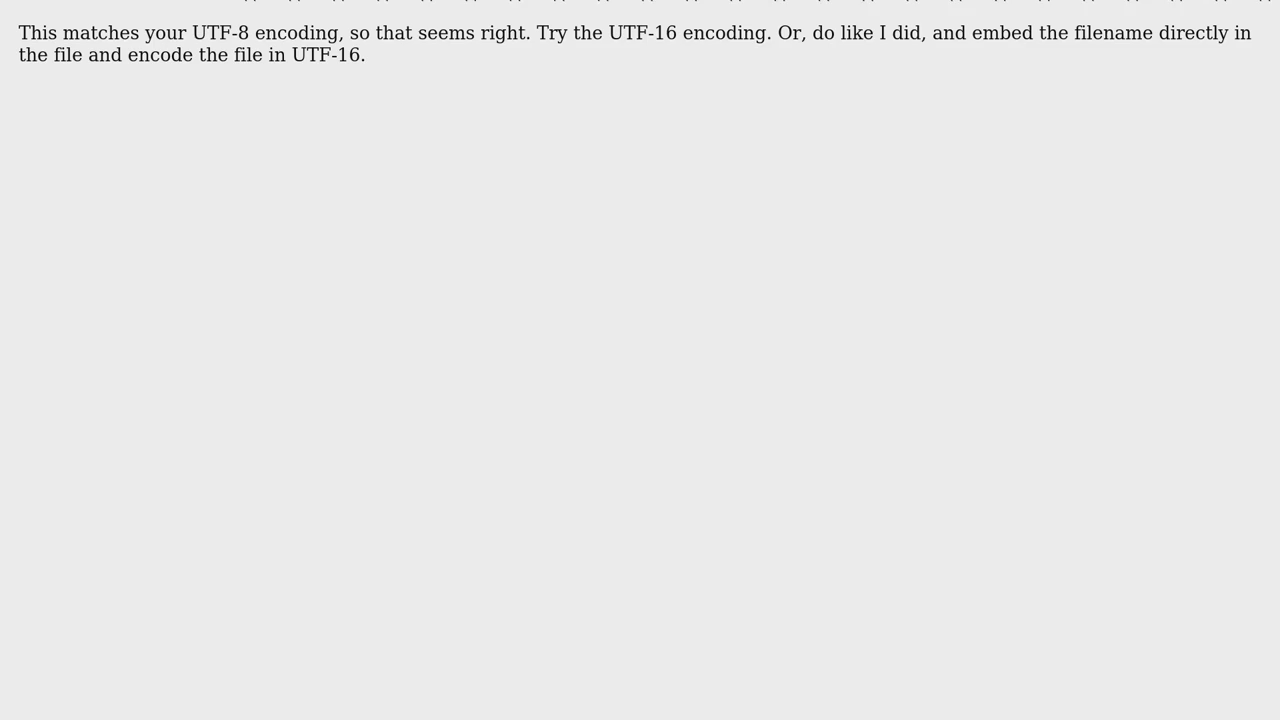 This matches your UTF-8 encoding, so that seems right. Try the UTF-16 encoding. Or, do like I did, and embed the filename directly in
the file and encode the file in UTF-16.